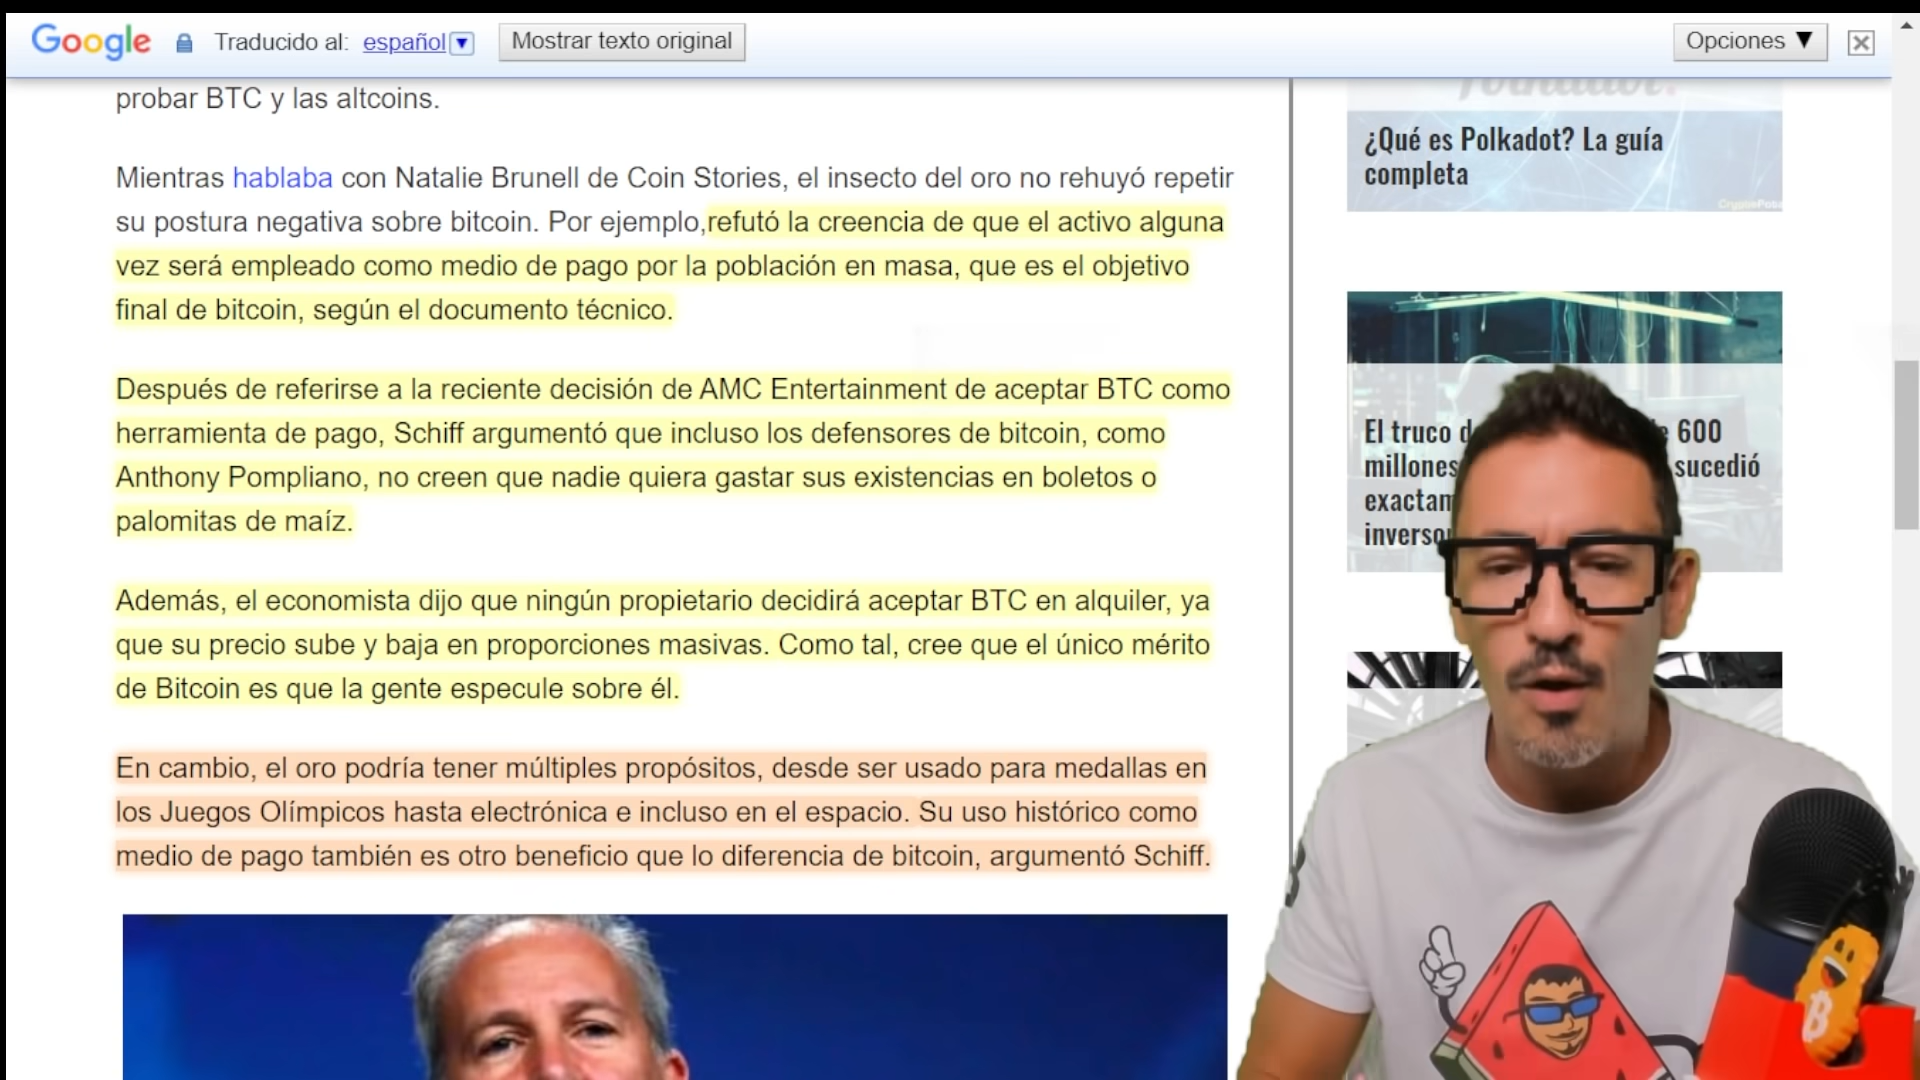 Google Traducido al: español Mostrar texto original Opciones
probar BTC y las altcoins.
Mientras hablaba con Natalie Brunell de Coin Stories, el insecto del oro no rehuyó repetir
su postura negativa sobre bitcoin. Por ejemplo,refutó la creencia de que el activo alguna
vez será empleado como medio de pago por la población en masa, que es el objetivo
final de bitcoin, según el documento técnico.
Después de referirse a la reciente decisión de AMC Entertainment de aceptar BTC como
herramienta de pago, Schiff argumentó que incluso los defensores de bitcoin, como
Anthony Pompliano, no creen que nadie quiera gastar sus existencias en boletos o
palomitas de maíz.
Además, el economista dijo que ningún propietario decidirá aceptar BTC en alquiler, ya
que su precio sube y baja en proporciones masivas. Como tal, cree que el único mérito
de Bitcoin es que la gente especule sobre él.
En cambio, el oro podría tener múltiples propósitos, desde ser usado para medallas en
los Juegos Olímpicos hasta electrónica e incluso en el espacio. Su uso histórico como
medio de pago también es otro beneficio que lo diferencia de bitcoin, argumentó Schiff.
¿Qué es Polkadot? La guía
completa
El truco 600
millones sucedió